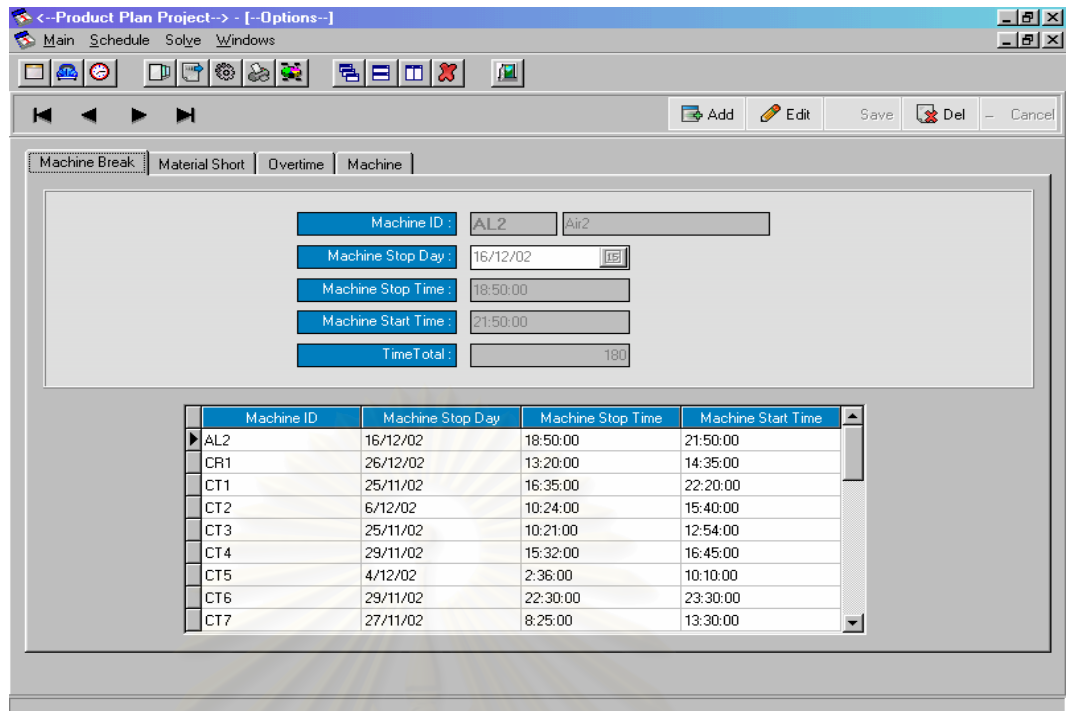 <--Product Plan Project--> - [--Options--]
Main Schedule Solve Windows
Add Edit Save Del Cancel
Machine Break Material Short Overtime Machine
Machine ID : AL2 Air2
Machine Stop Day : 16/12/02 15
Machine Stop Time : 18:50:00
Machine Start Time : 21:50:00
TimeTotal : 180
Machine ID Machine Stop Day Machine Stop Time Machine Start Time
AL2 16/12/02 18:50:00 21:50:00
CR1 26/12/02 13:20:00 14:35:00
CT1 25/11/02 16:35:00 22:20:00
CT2 6/12/02 10:24:00 15:40:00
CT3 25/11/02 10:21:00 12:54:00
CT4 29/11/02 15:32:00 16:45:00
CT5 4/12/02 2:36:00 10:10:00
CT6 29/11/02 22:30:00 23:30:00
CT7 27/11/02 8:25:00 13:30:00